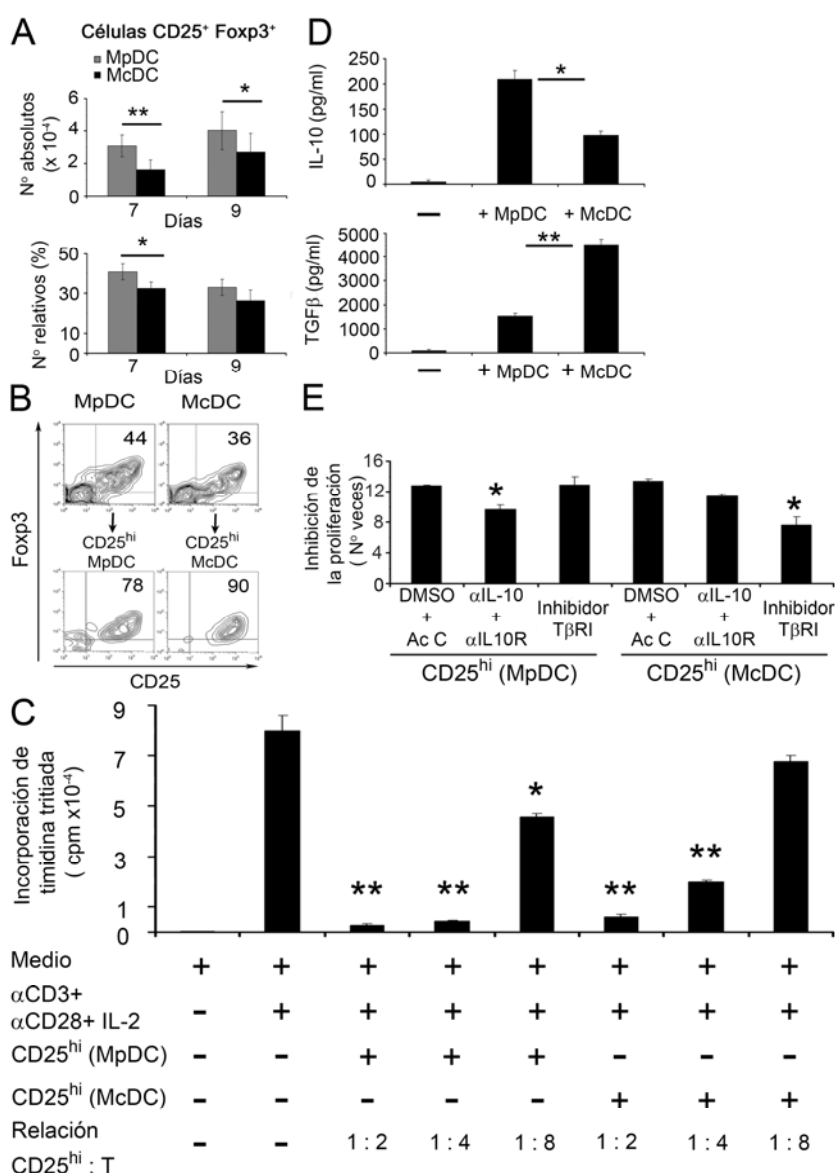 A
Células CD25⁺ Foxp3⁺
MpDC
McDC
Nº absolutos
(x 10⁻⁴)
6
4
2
0
**
*
7
9
Días
Nº relativos (%)
50
30
10
0
*
7
9
Días
B
MpDC
McDC
44
36
CD25ʰⁱ
MpDC
CD25ʰⁱ
McDC
78
90
Foxp3
CD25
D
IL-10 (pg/ml)
250
200
150
100
50
0
*
–
+ MpDC
+ McDC
TGFβ (pg/ml)
5000
4000
3000
2000
1000
0
**
–
+ MpDC
+ McDC
E
Inhibición de
la proliferación
( Nº veces)
16
12
8
4
0
*
*
DMSO
+
Ac C
αIL-10
+
αIL10R
Inhibidor
TβRI
DMSO
+
Ac C
αIL-10
+
αIL10R
Inhibidor
TβRI
CD25ʰⁱ (MpDC)
CD25ʰⁱ (McDC)
C
Incorporación de
timidina tritiada
( cpm x10⁻⁴)
9
7
5
3
1
0
** ** * ** **
Medio + + + + + + + +
αCD3+
αCD28+ IL-2 - + + + + + + +
CD25ʰⁱ (MpDC) - - + + + - - -
CD25ʰⁱ (McDC) - - - - - + + +
Relación
CD25ʰⁱ : T - - 1 : 2 1 : 4 1 : 8 1 : 2 1 : 4 1 : 8